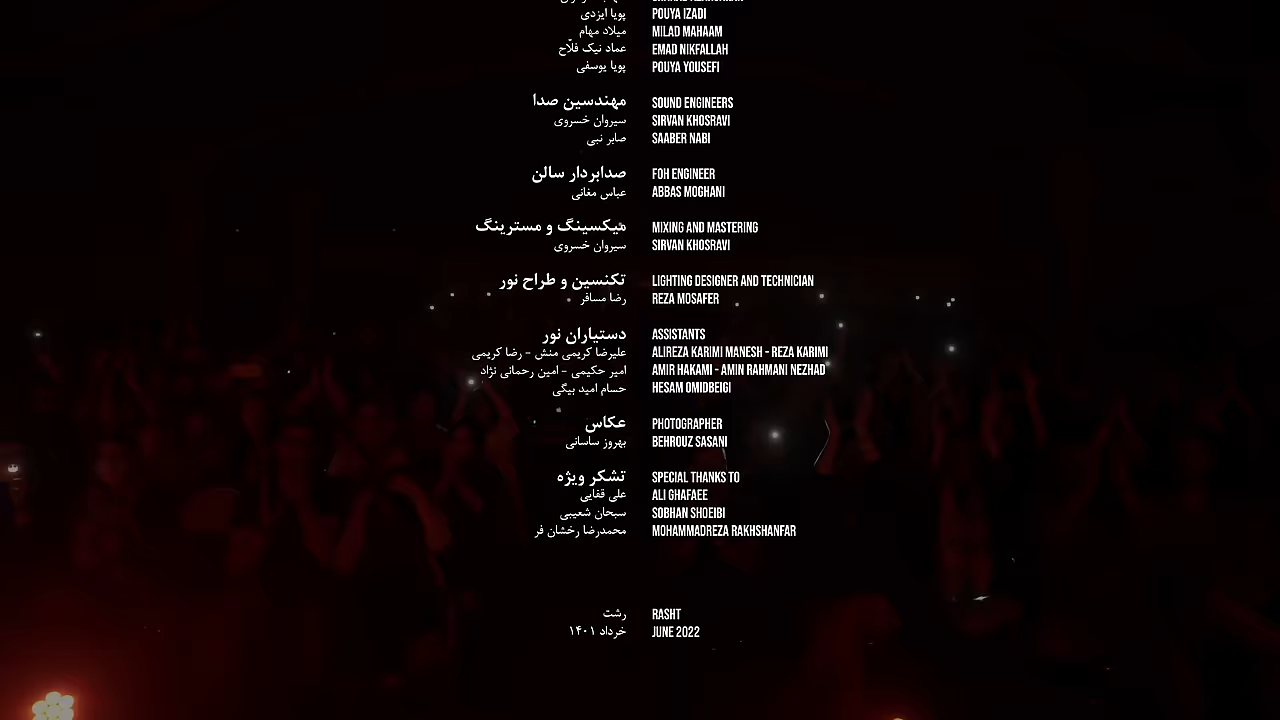 پویا ایزدی POUYA IZADI
میلاد مهام MILAD MAHAAM
عماد نیک فلّاح EMAD NIKFALLAH
پویا یوسفی POUYA YOUSEFI
مهندسین صدا SOUND ENGINEERS
سیروان خسروی SIRVAN KHOSRAVI
صابر نبی SAABER NABI
صدابردار سالن FOH ENGINEER
عباس مغانی ABBAS MOGHANI
میکسینگ و مسترینگ MIXING AND MASTERING
سیروان خسروی SIRVAN KHOSRAVI
تکنسین و طراح نور LIGHTING DESIGNER AND TECHNICIAN
رضا مسافر REZA MOSAFER
دستیاران نور ASSISTANTS
علیرضا کریمی منش - رضا کریمی ALIREZA KARIMI MANESH - REZA KARIMI
امیر حکیمی - امین رحمانی نژاد AMIR HAKAMI - AMIN RAHMANI NEZHAD
حسام امید بیگی HESAM OMIDBEIGI
عکاس PHOTOGRAPHER
بهروز ساسانی BEHROUZ SASANI
تشکر ویژه SPECIAL THANKS TO
علی قفایی ALI GHAFAEE
سبحان شعیبی SOBHAN SHOEIBI
محمدرضا رخشان فر MOHAMMADREZA RAKHSHANFAR
رشت RASHT
خرداد ۱۴۰۱ JUNE 2022